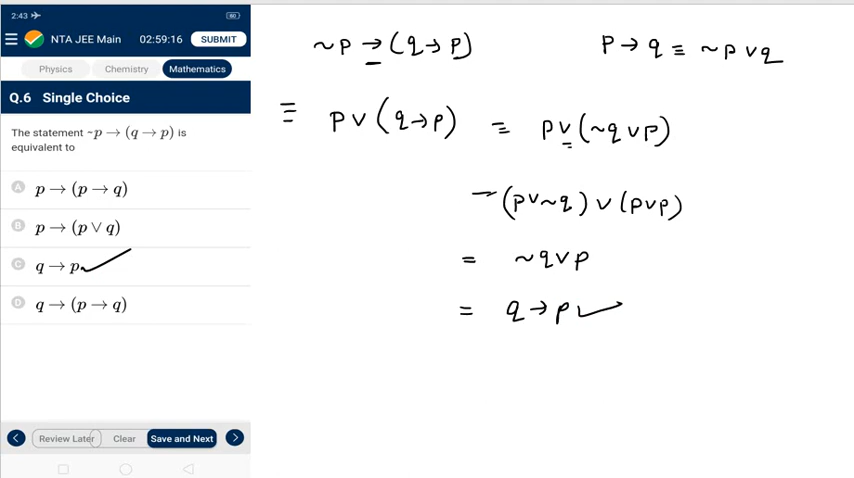 2:43
60
NTA JEE Main
02:59:16
SUBMIT
Physics Chemistry Mathematics
Q.6 Single Choice
The statement ~p → (q → p) is
equivalent to
A p → (p → q)
B p → (p ∨ q)
C q → p
D q → (p → q)
Review Later Clear Save and Next
~p → (q → p) p → q ≡ ~p ∨ q
≡ p ∨ (q → p) = p ∨ (~q ∨ p)
= (p ∨ ~q) ∨ (p ∨ p)
= ~q ∨ p
= q → p